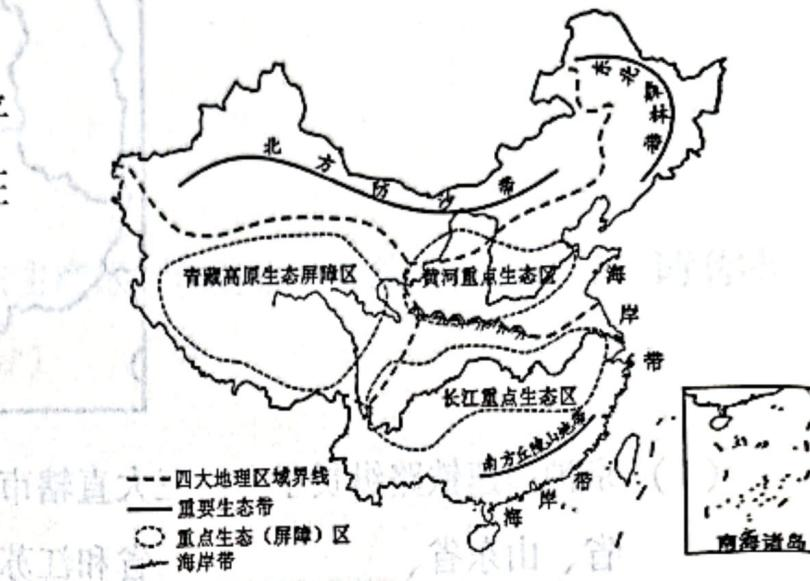 东北森林带
北方防沙带
青藏高原生态屏障区
黄河重点生态区
海岸带
长江重点生态区
南方丘陵山地带
海岸带
四大地理区域界线
重要生态带
重点生态（屏障）区
海岸带
南海诸岛